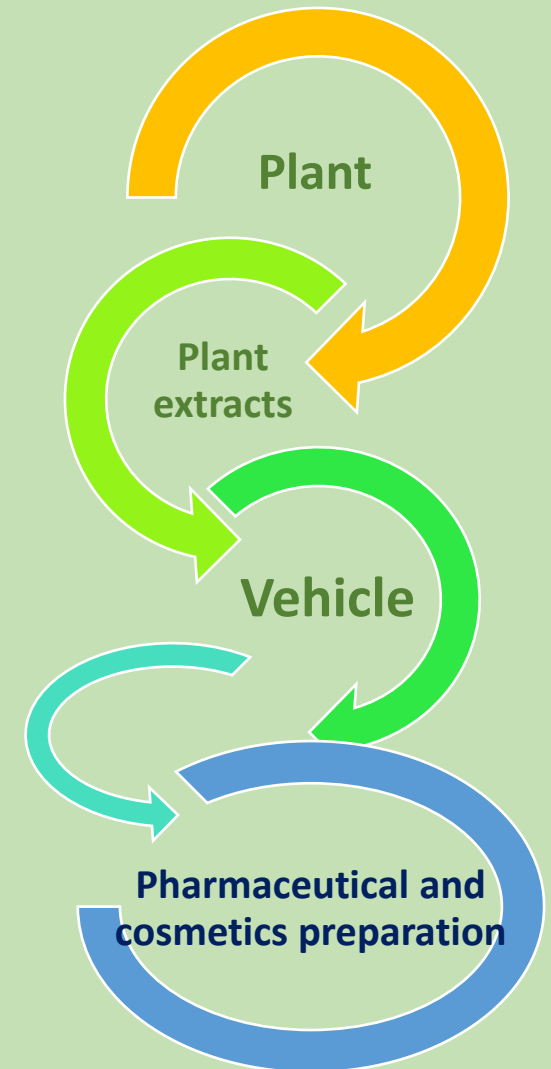 Plant
Plant
extracts
Vehicle
Pharmaceutical and
cosmetics preparation